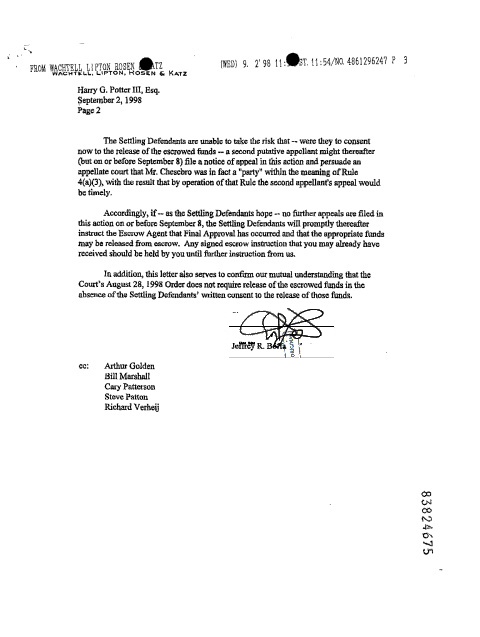 FROM WACHTELL LIPTON ROSEN
WACHTELL, LIPTON, ROSEN & KATZ
(WED) 9. 2'98 11: ST. 11:54/NO. 4861296247 P 3
Harry G. Potter III, Esq.
September 2, 1998
Page 2
The Settling Defendants are unable to take the risk that -- were they to consent
now to the release of the escrowed funds -- a second putative appellant might thereafter
(but on or before September 8) file a notice of appeal in this action and persuade an
appellate court that Mr. Chesebro was in fact a "party" within the meaning of Rule
4(a)(3), with the result that by operation of that Rule the second appellant's appeal would
be timely.
Accordingly, if -- as the Settling Defendants hope -- no further appeals are filed in
this action on or before September 8, the Settling Defendants will promptly thereafter
instruct the Escrow Agent that Final Approval has occurred and that the appropriate funds
may be released from escrow. Any signed escrow instruction that you may already have
received should be held by you until further instruction from us.
In addition, this letter also serves to confirm our mutual understanding that the
Court's August 28, 1998 Order does not require release of the escrowed funds in the
absence of the Settling Defendants' written consent to the release of those funds.
Jeffrey R.
cc: Arthur Golden
Bill Marshall
Cary Patterson
Steve Patton
Richard Verheij
83824675